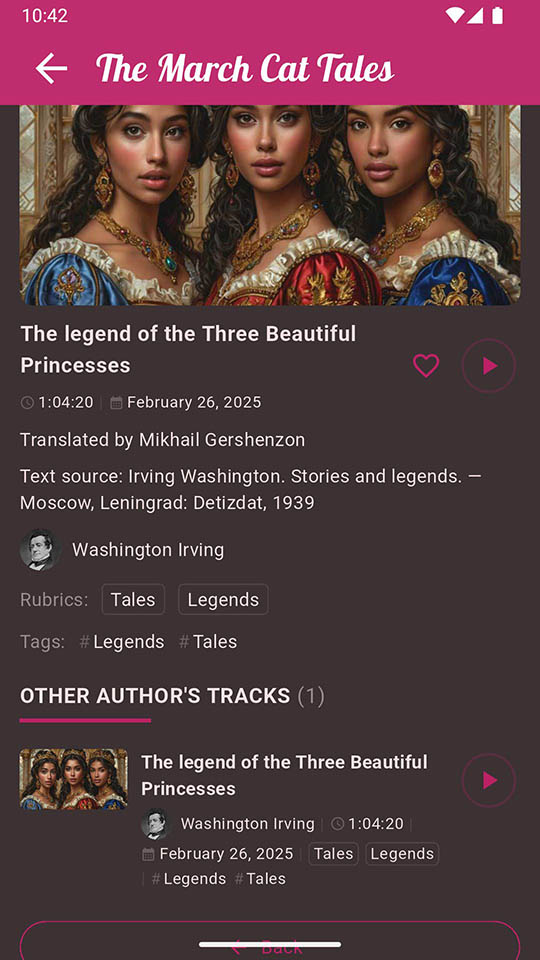 10:42
The March Cat Tales
The legend of the Three Beautiful
Princesses
1:04:20 February 26, 2025
Translated by Mikhail Gershenzon
Text source: Irving Washington. Stories and legends. —
Moscow, Leningrad: Detizdat, 1939
Washington Irving
Rubrics: Tales Legends
Tags: #Legends #Tales
OTHER AUTHOR'S TRACKS (1)
The legend of the Three Beautiful
Princesses
Washington Irving 1:04:20
February 26, 2025 Tales Legends
#Legends #Tales
Back